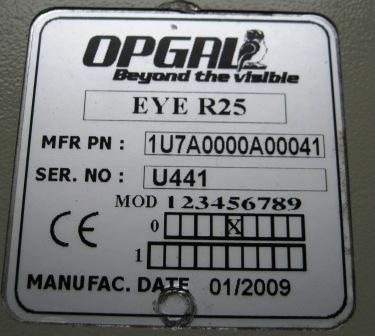 OPGAL
Beyond the visible
EYE R25
MFR PN : 1U7A0000A00041
SER. NO : U441
MOD 123456789
0 X
1
CE
MANUFAC. DATE 01/2009